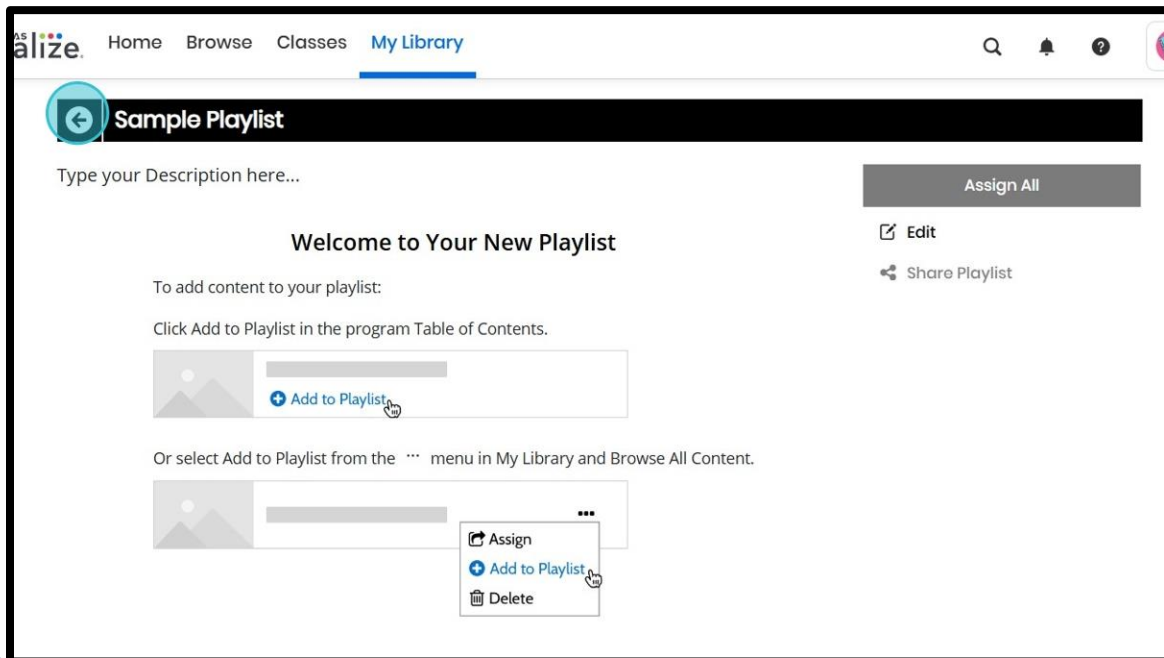 AS
alize.
Home Browse Classes My Library
Sample Playlist
Type your Description here...
Assign All
Edit
Share Playlist
Welcome to Your New Playlist
To add content to your playlist:
Click Add to Playlist in the program Table of Contents.
Add to Playlist
Or select Add to Playlist from the ... menu in My Library and Browse All Content.
Assign
Add to Playlist
Delete